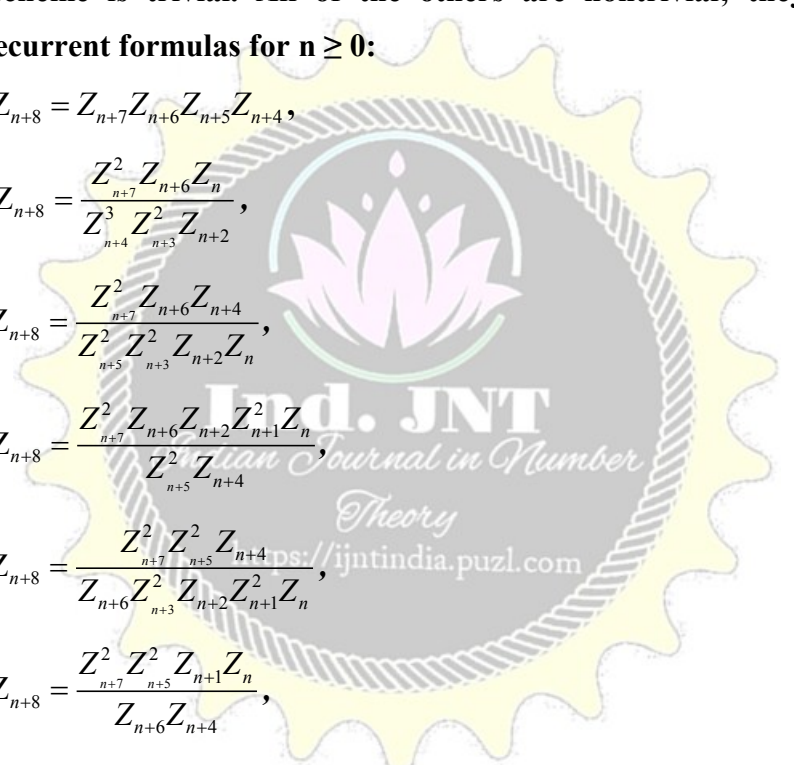 scheme is trivial. All of the others are nontrivial, they
recurrent formulas for n ≥ 0:
Z_{n+8} = Z_{n+7}Z_{n+6}Z_{n+5}Z_{n+4},
Z_{n+8} = \frac{Z_{n+7}^2 Z_{n+6} Z_n}{Z_{n+4}^3 Z_{n+3}^2 Z_{n+2}},
Z_{n+8} = \frac{Z_{n+7}^2 Z_{n+6} Z_{n+4}}{Z_{n+5}^2 Z_{n+3}^2 Z_{n+2} Z_n},
Z_{n+8} = \frac{Z_{n+7}^2 Z_{n+6} Z_{n+2} Z_{n+1}^2 Z_n}{Z_{n+5}^2 Z_{n+4}},
Z_{n+8} = \frac{Z_{n+7}^2 Z_{n+5}^2 Z_{n+4}}{Z_{n+6} Z_{n+3}^2 Z_{n+2} Z_{n+1}^2 Z_n},
Z_{n+8} = \frac{Z_{n+7}^2 Z_{n+5}^2 Z_{n+1} Z_n}{Z_{n+6} Z_{n+4}},
Ind. JNT
Indian Journal in Number
Theory
https://ijntindia.puzl.com